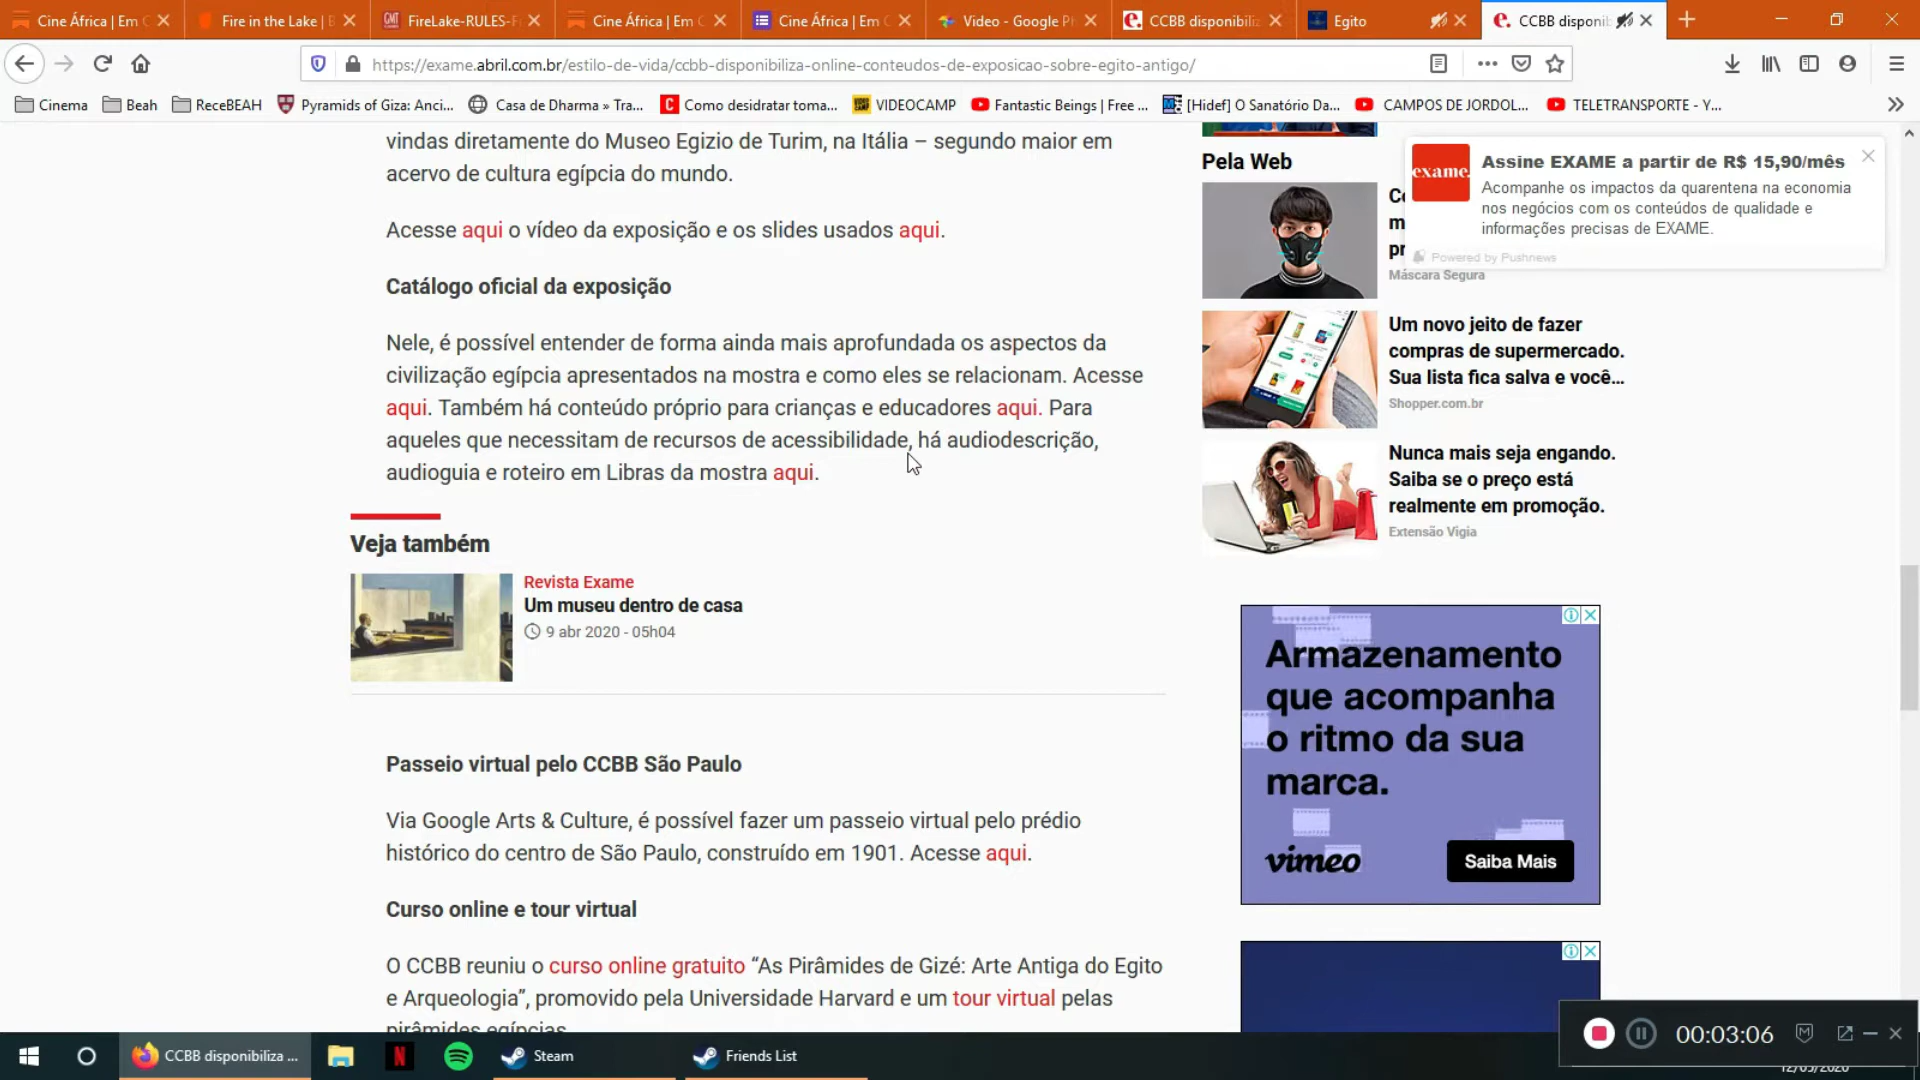 Cine África | Em C
Fire in the Lake | B
FireLake-RULES-F
Cine África | Em C
Cine África | Em C
Video - Google Ph
CCBB disponibiliz
Egito
CCBB disponib
https://exame.abril.com.br/estilo-de-vida/ccbb-disponibiliza-online-conteudos-de-exposicao-sobre-egito-antigo/
Cinema
Beah
ReceBEAH
Pyramids of Giza: Anci...
Casa de Dharma » Tra...
Como desidratar toma...
VIDEOCAMP
Fantastic Beings | Free ...
[Hidef] O Sanatório Da...
CAMPOS DE JORDOL...
TELETRANSPORTE - Y...
vindas diretamente do Museo Egizio de Turim, na Itália – segundo maior em
acervo de cultura egípcia do mundo.
Acesse aqui o vídeo da exposição e os slides usados aqui.
Catálogo oficial da exposição
Nele, é possível entender de forma ainda mais aprofundada os aspectos da
civilização egípcia apresentados na mostra e como eles se relacionam. Acesse
aqui. Também há conteúdo próprio para crianças e educadores aqui. Para
aqueles que necessitam de recursos de acessibilidade, há audiodescrição,
audioguia e roteiro em Libras da mostra aqui.
Veja também
Revista Exame
Um museu dentro de casa
9 abr 2020 - 05h04
Passeio virtual pelo CCBB São Paulo
Via Google Arts & Culture, é possível fazer um passeio virtual pelo prédio
histórico do centro de São Paulo, construído em 1901. Acesse aqui.
Curso online e tour virtual
O CCBB reuniu o curso online gratuito “As Pirâmides de Gizé: Arte Antiga do Egito
e Arqueologia”, promovido pela Universidade Harvard e um tour virtual pelas
pirâmides egípcias
Pela Web
exame.
Assine EXAME a partir de R$ 15,90/mês
Acompanhe os impactos da quarentena na economia
nos negócios com os conteúdos de qualidade e
informações precisas de EXAME.
Powered by Pushnews
Máscara Segura
Um novo jeito de fazer
compras de supermercado.
Sua lista fica salva e você...
Shopper.com.br
Nunca mais seja engando.
Saiba se o preço está
realmente em promoção.
Extensão Vigia
Armazenamento
que acompanha
o ritmo da sua
marca.
vimeo
Saiba Mais
00:03:06
CCBB disponibiliza ...
Steam
Friends List
12/05/2020